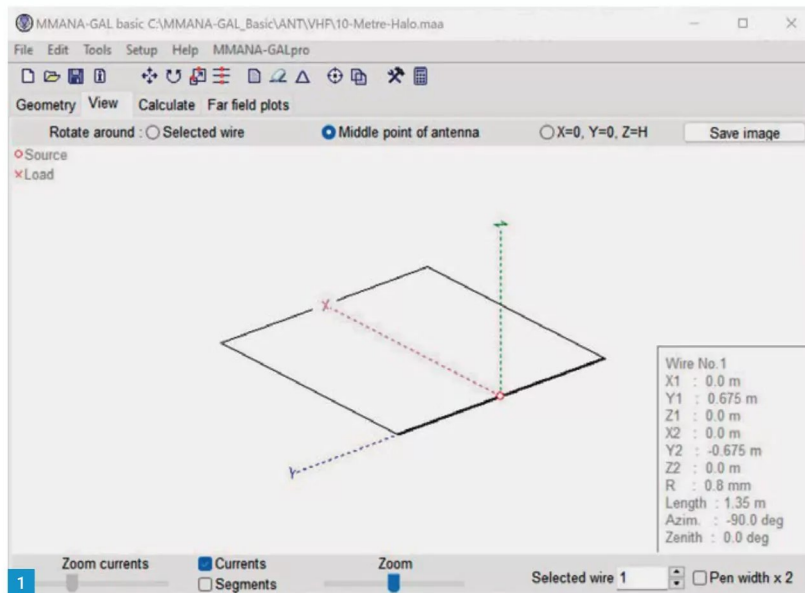 MMANA-GAL basic C:\MMANA-GAL_Basic\ANT\VHF\10-Metre-Halo.maa
File Edit Tools Setup Help MMANA-GALpro
Geometry View Calculate Far field plots
Rotate around : Selected wire Middle point of antenna X=0, Y=0, Z=H Save image
Source
Load
Z
X
Y
Wire No.1
X1 : 0.0 m
Y1 : 0.675 m
Z1 : 0.0 m
X2 : 0.0 m
Y2 : -0.675 m
Z2 : 0.0 m
R : 0.8 mm
Length : 1.35 m
Azim. : -90.0 deg
Zenith : 0.0 deg
Zoom currents Currents Zoom
Segments
Selected wire 1 Pen width x 2
1